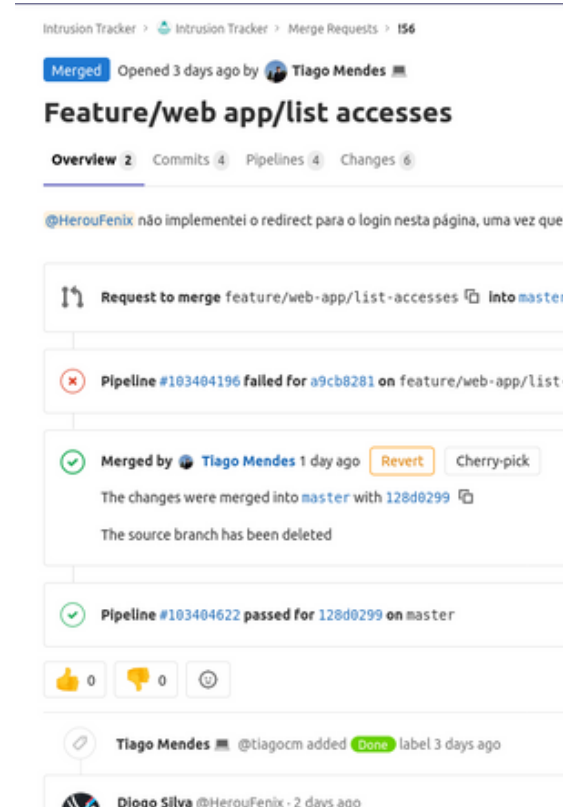 Intrusion Tracker > Intrusion Tracker > Merge Requests > !56
Merged Opened 3 days ago by Tiago Mendes
Feature/web app/list accesses
Overview 2 Commits 4 Pipelines 4 Changes 6
@HerouFenix não implementei o redirect para o login nesta página, uma vez que
Request to merge feature/web-app/list-accesses into master
Pipeline #103404196 failed for a9cb8281 on feature/web-app/list-
Merged by Tiago Mendes 1 day ago Revert Cherry-pick
The changes were merged into master with 128d0299
The source branch has been deleted
Pipeline #103404622 passed for 128d0299 on master
0 0
Tiago Mendes @tiagocm added Done label 3 days ago
Diogo Silva @HerouFenix · 2 days ago